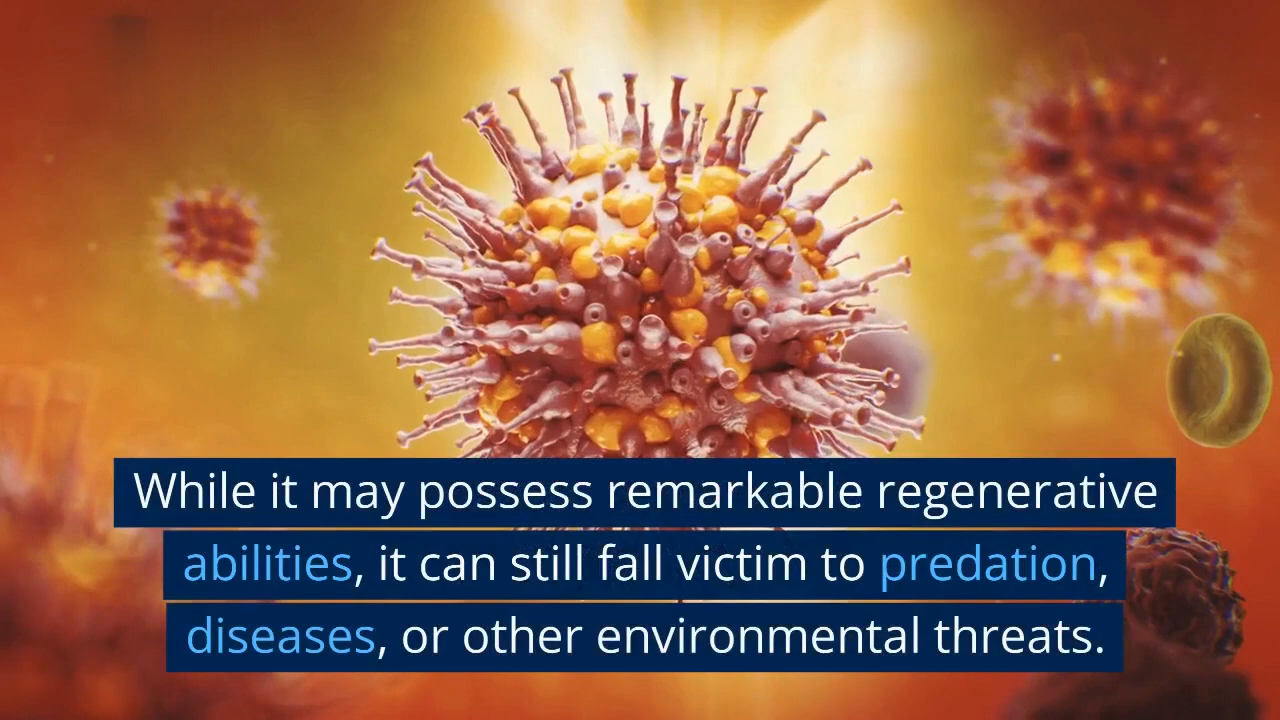 While it may possess remarkable regenerative
abilities, it can still fall victim to predation,
diseases, or other environmental threats.